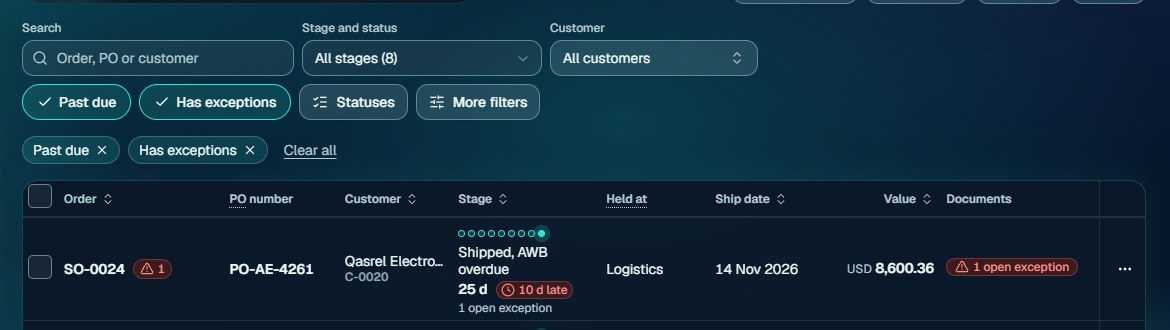 Search
Stage and status
Customer
Order, PO or customer
All stages (8)
All customers
Past due
Has exceptions
Statuses
More filters
Past due
Has exceptions
Clear all
Order
PO number
Customer
Stage
Held at
Ship date
Value
Documents
SO-0024
1
PO-AE-4261
Qasrel Electro...
C-0020
Shipped, AWB
overdue
25 d
10 d late
1 open exception
Logistics
14 Nov 2026
USD 8,600.36
1 open exception